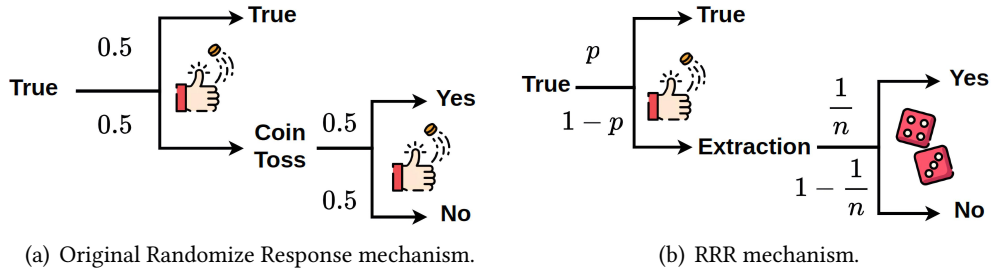 True
0.5
0.5
True
Coin
Toss
0.5
0.5
Yes
No
(a) Original Randomize Response mechanism.
True
p
1 − p
True
Extraction
1/n
1 − 1/n
Yes
No
(b) RRR mechanism.